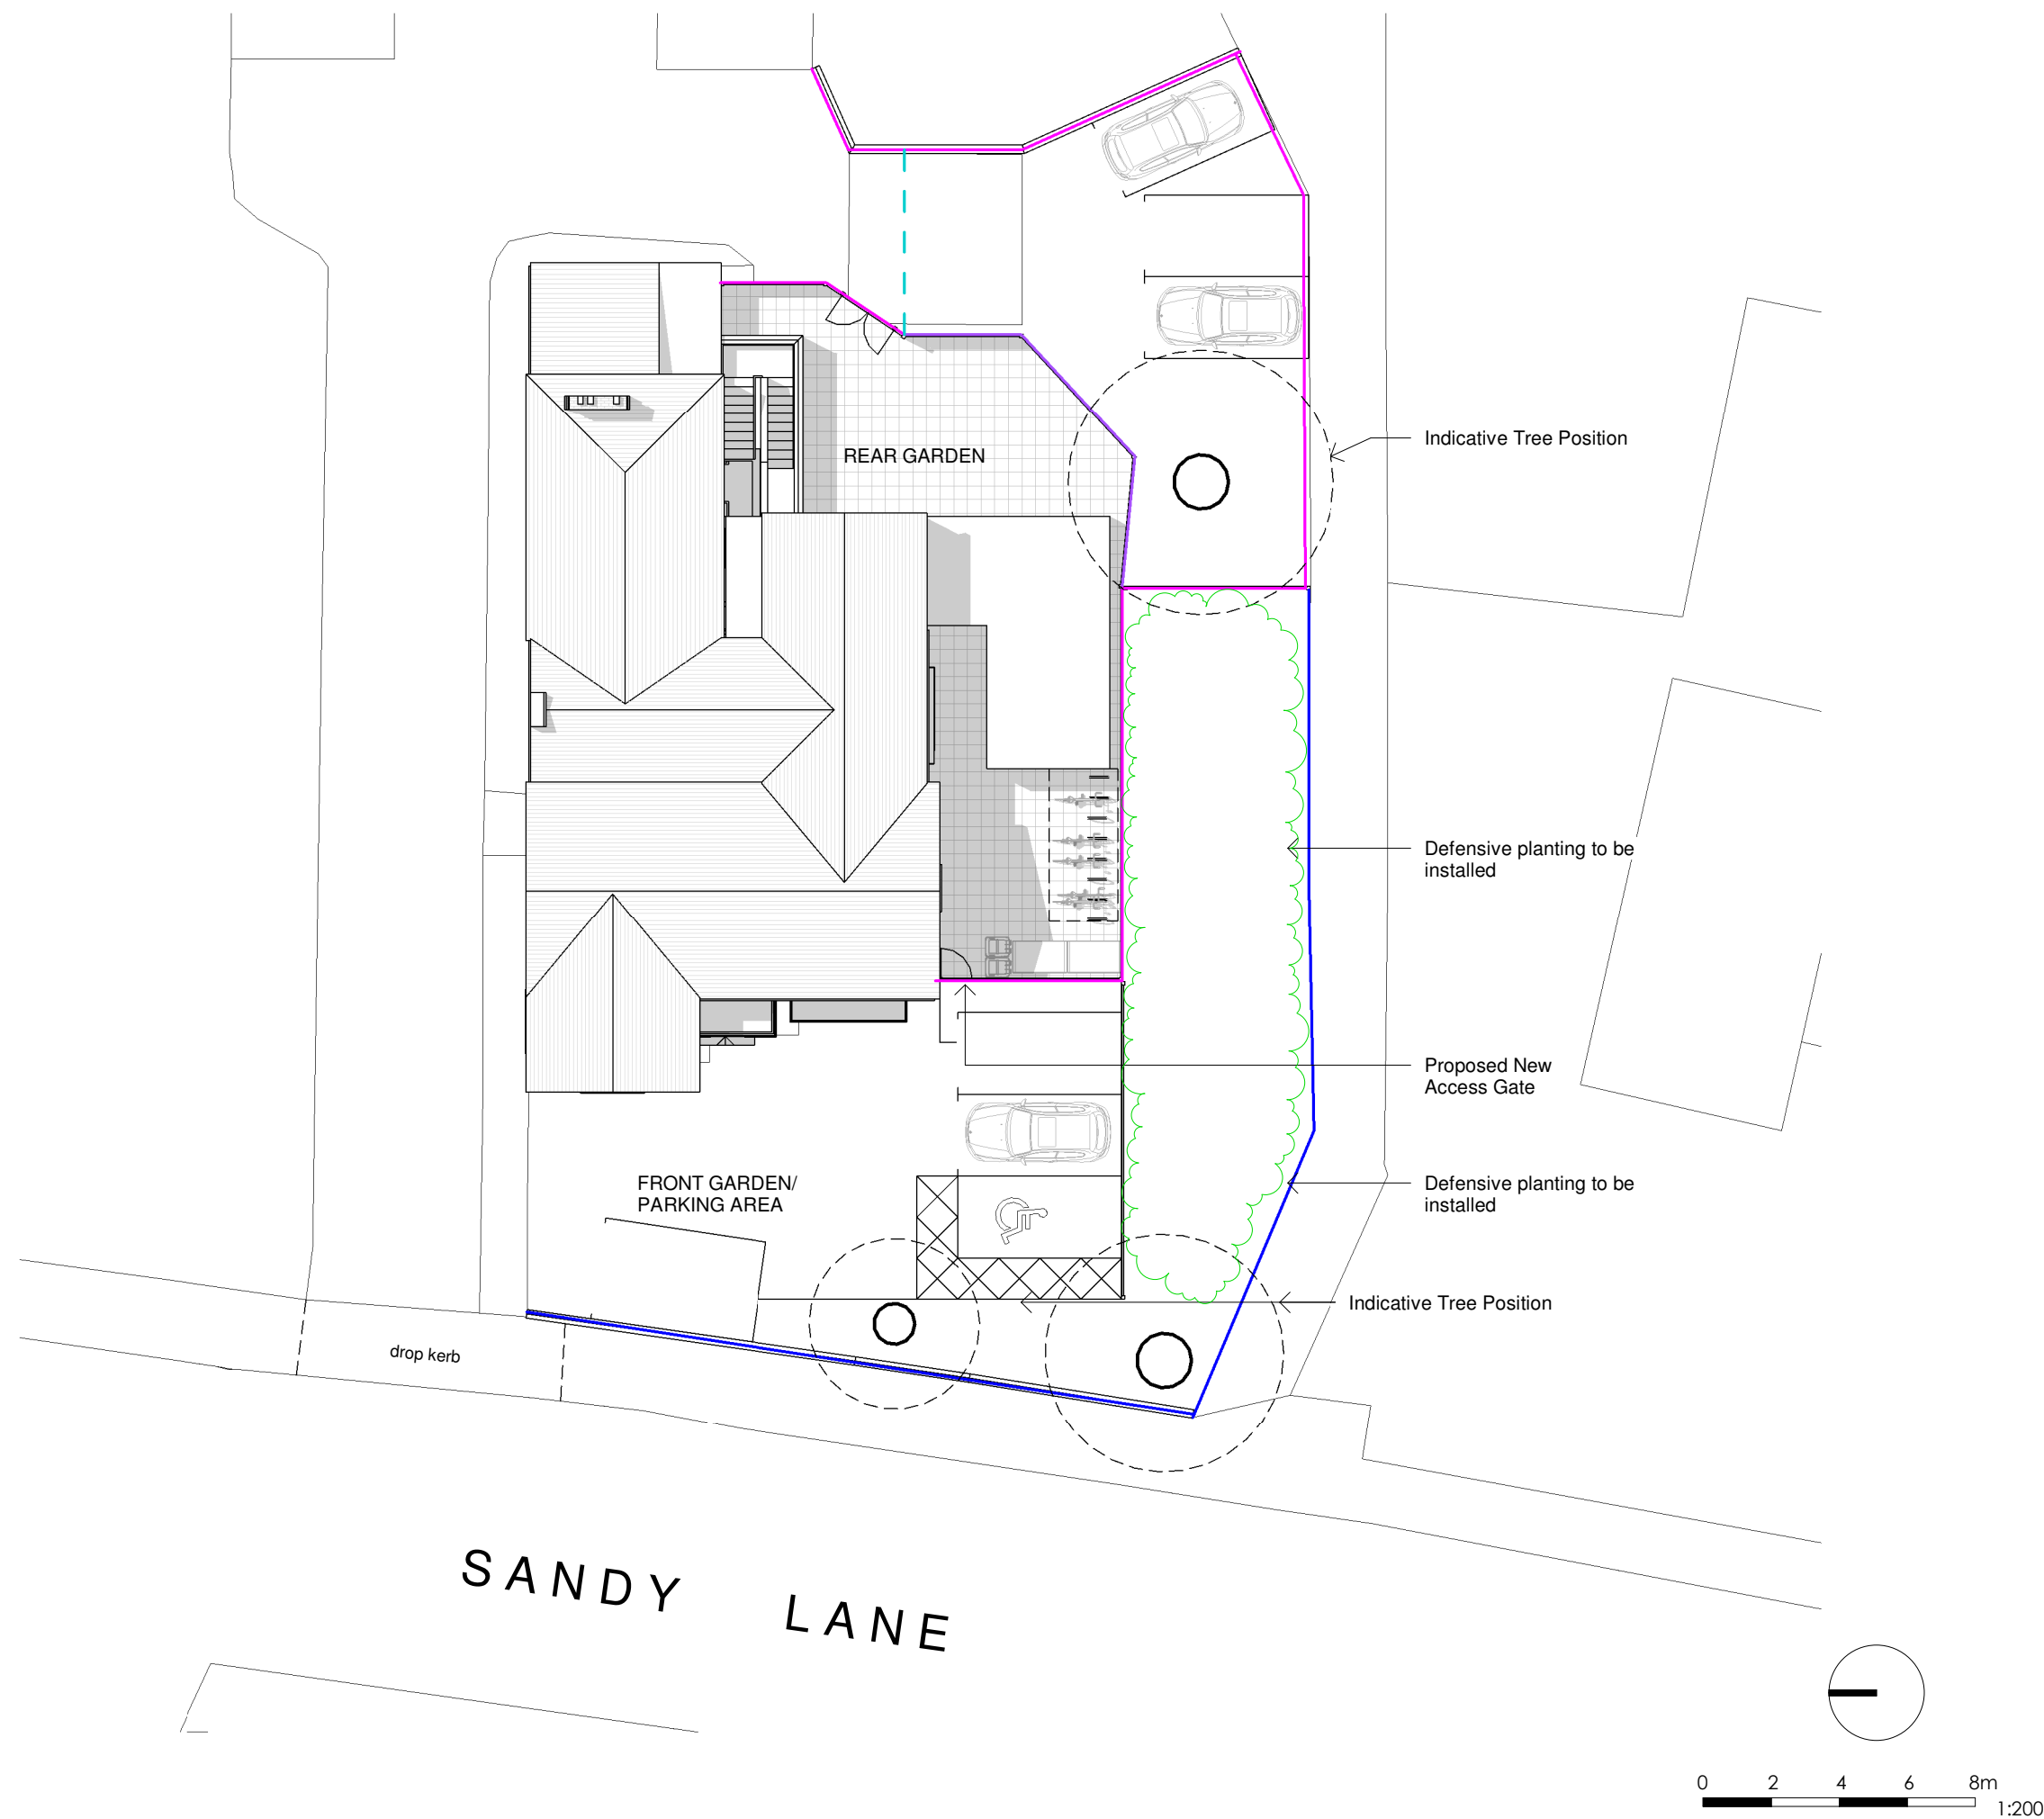 REAR GARDEN
Indicative Tree Position
Defensive planting to be
installed
Proposed New
Access Gate
FRONT GARDEN/
PARKING AREA
Defensive planting to be
installed
Indicative Tree Position
drop kerb
SANDY LANE
0 2 4 6 8m
1:200